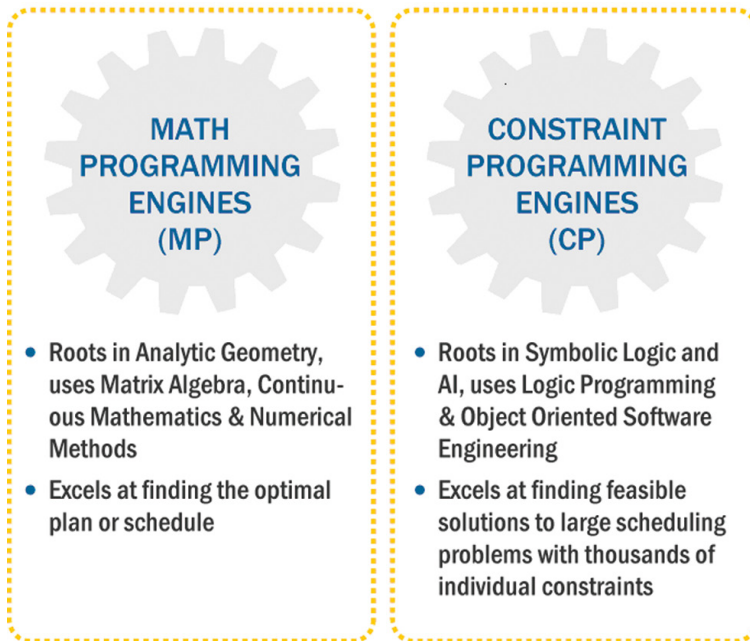 MATH
PROGRAMMING
ENGINES
(MP)
• Roots in Analytic Geometry,
uses Matrix Algebra, Continu-
ous Mathematics & Numerical
Methods
• Excels at finding the optimal
plan or schedule
CONSTRAINT
PROGRAMMING
ENGINES
(CP)
• Roots in Symbolic Logic and
AI, uses Logic Programming
& Object Oriented Software
Engineering
• Excels at finding feasible
solutions to large scheduling
problems with thousands of
individual constraints